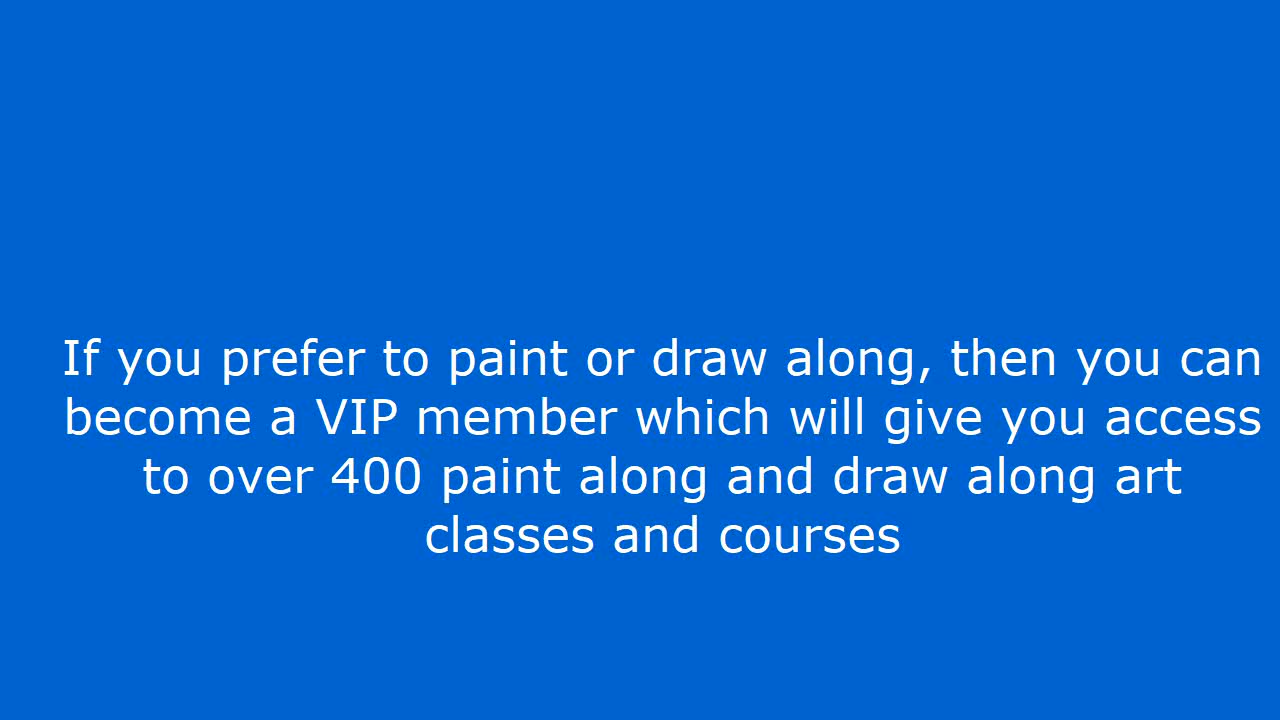 If you prefer to paint or draw along, then you can
become a VIP member which will give you access
to over 400 paint along and draw along art
classes and courses